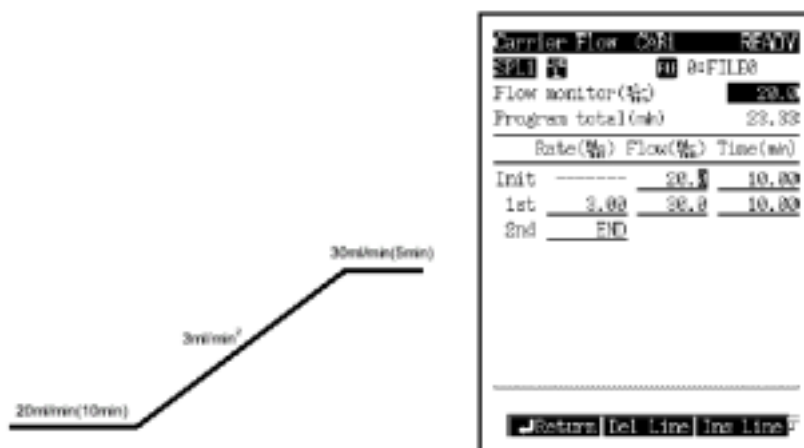 30ml/min(5min)
3ml/min²
20ml/min(10min)
Carrier Flow CAR1 READY
SPL1 0:FILE0
Flow monitor( ) 20.0
Program total(min) 23.33
Rate( ) Flow( ) Time(min)
Init ------- 20.0 10.00
1st 3.00 30.0 10.00
2nd END
Return Del Line Ins Line